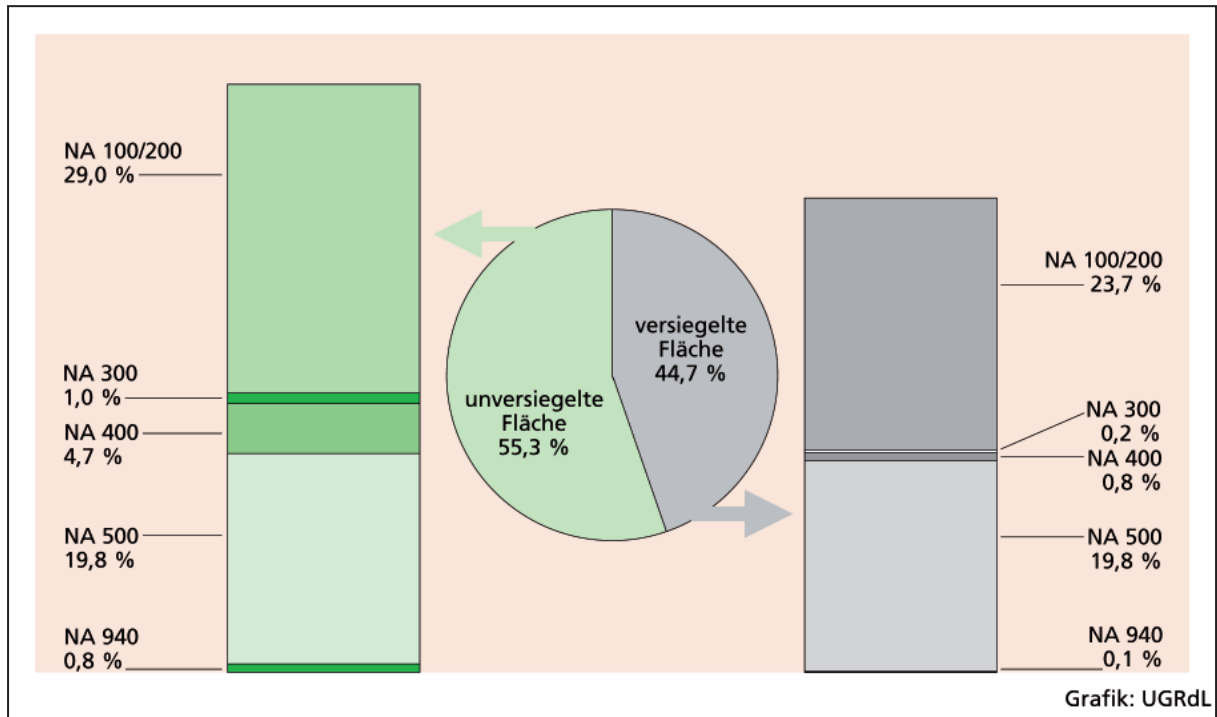 NA 100/200
29,0 %
NA 300
1,0 %
NA 400
4,7 %
NA 500
19,8 %
NA 940
0,8 %
unversiegelte
Fläche
55,3 %
versiegelte
Fläche
44,7 %
NA 100/200
23,7 %
NA 300
0,2 %
NA 400
0,8 %
NA 500
19,8 %
NA 940
0,1 %
Grafik: UGRdL